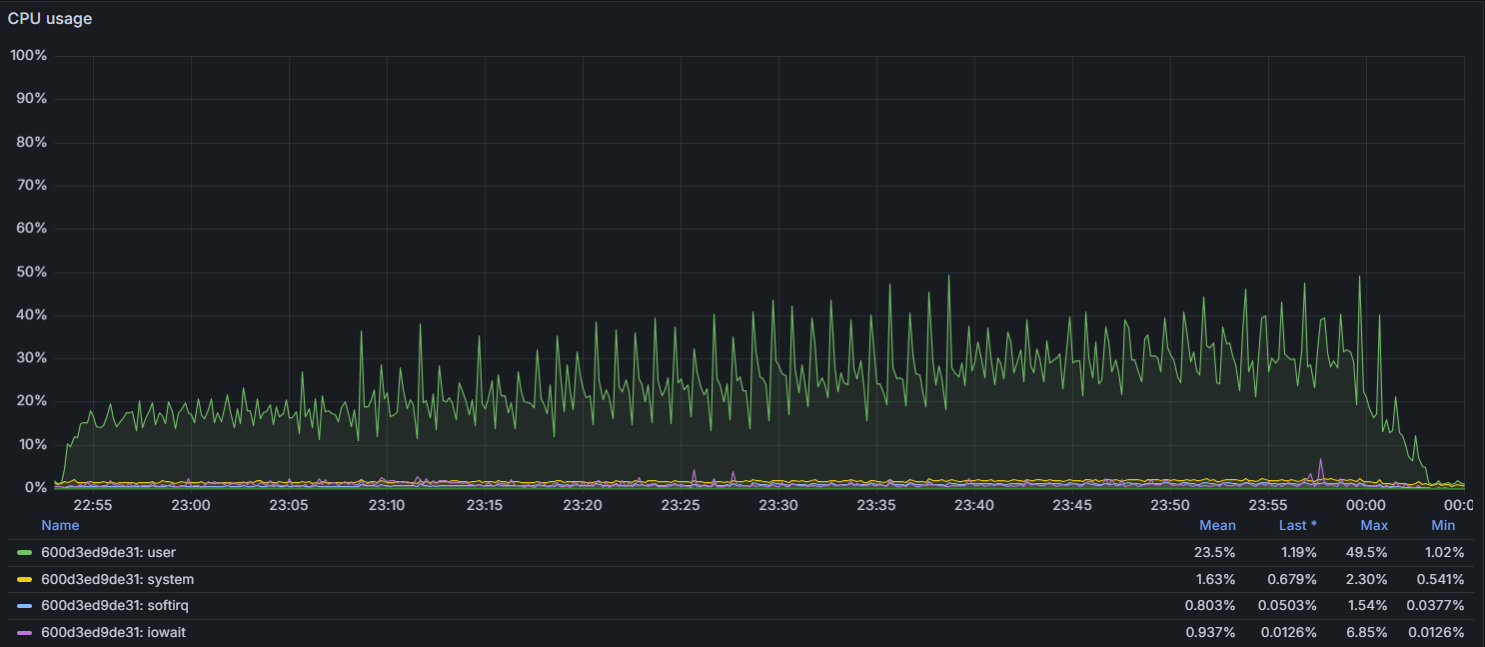 CPU usage
100%
90%
80%
70%
60%
50%
40%
30%
20%
10%
0%
22:55 23:00 23:05 23:10 23:15 23:20 23:25 23:30 23:35 23:40 23:45 23:50 23:55 00:00 00:0
Name Mean Last * Max Min
600d3ed9de31: user 23.5% 1.19% 49.5% 1.02%
600d3ed9de31: system 1.63% 0.679% 2.30% 0.541%
600d3ed9de31: softirq 0.803% 0.0503% 1.54% 0.0377%
600d3ed9de31: iowait 0.937% 0.0126% 6.85% 0.0126%